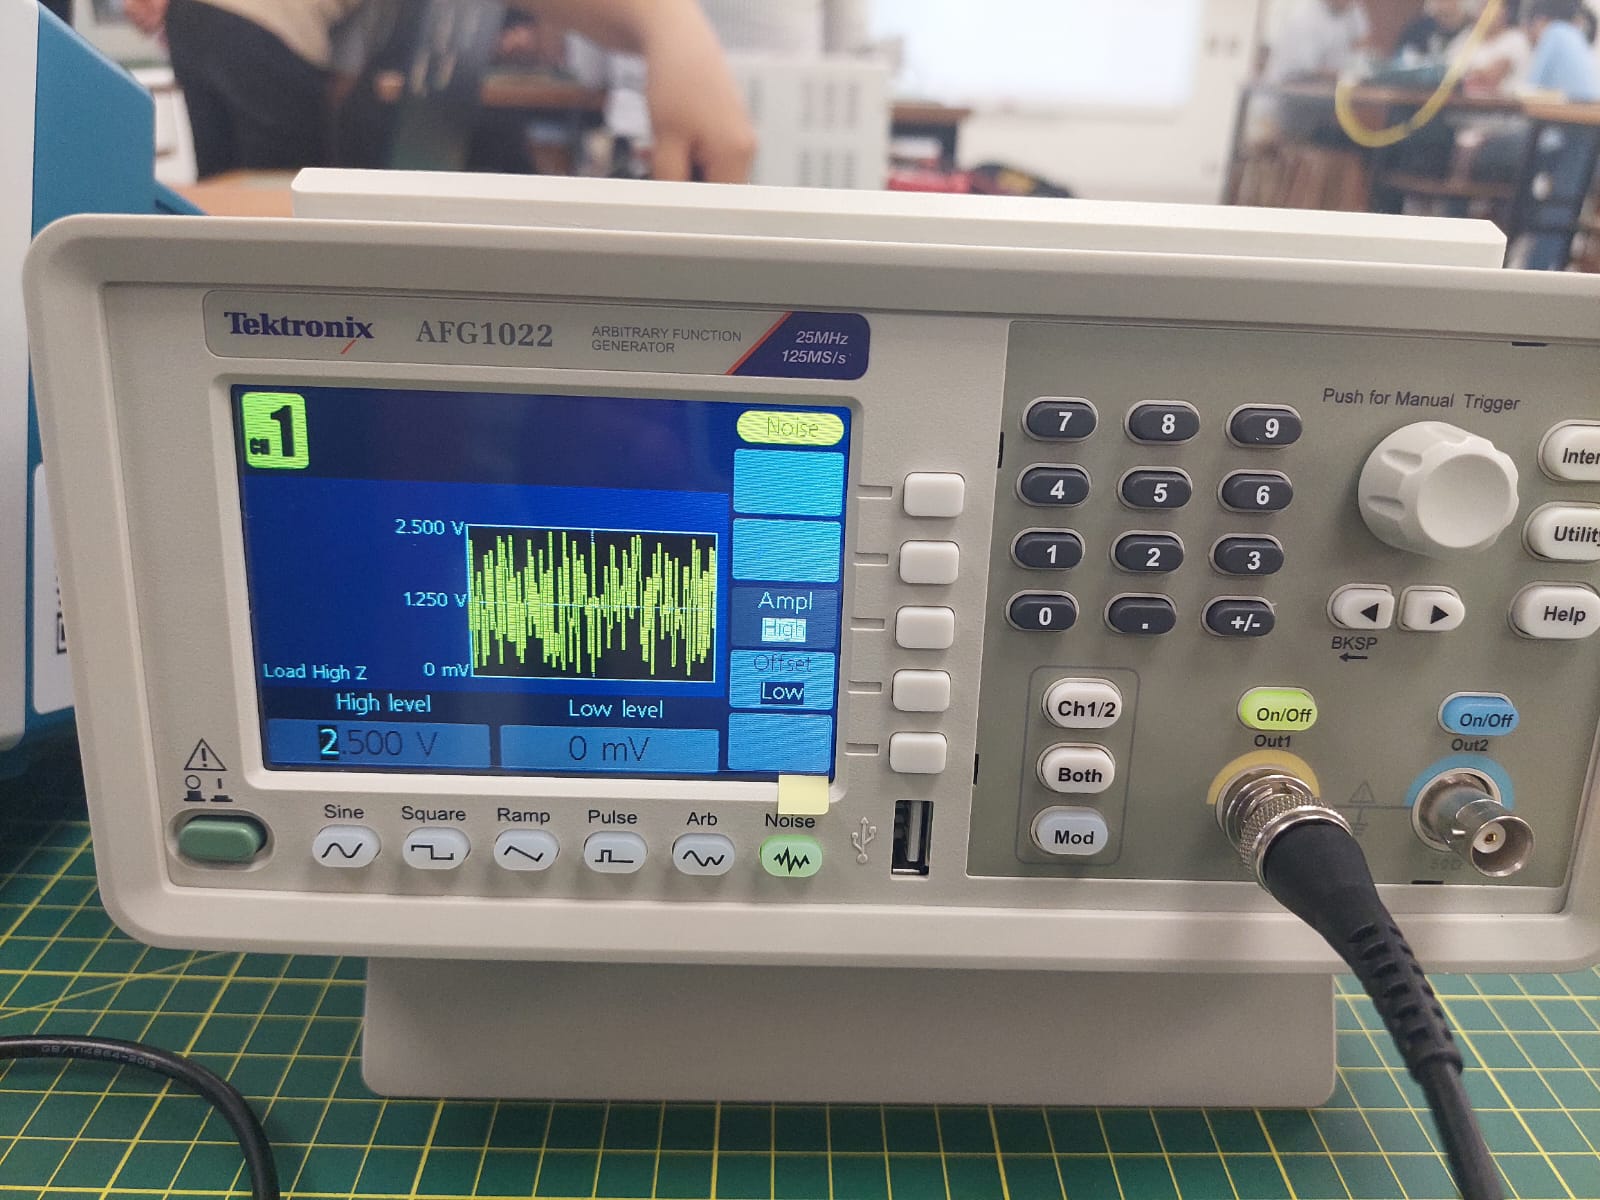 Tektronix AFG1022 ARBITRARY FUNCTION
GENERATOR
25MHz
125MS/s
CH1
Noise
2.500 V
1.250 V
0 mV
Load High Z
Ampl
High
Offset
Low
High level
Low level
2.500 V
0 mV
Sine
Square
Ramp
Pulse
Arb
Noise
Push for Manual Trigger
7
8
9
4
5
6
1
2
3
0
.
+/-
BKSP
Inter
Utility
Help
Ch1/2
Both
Mod
On/Off
Out1
On/Off
Out2
50Ω